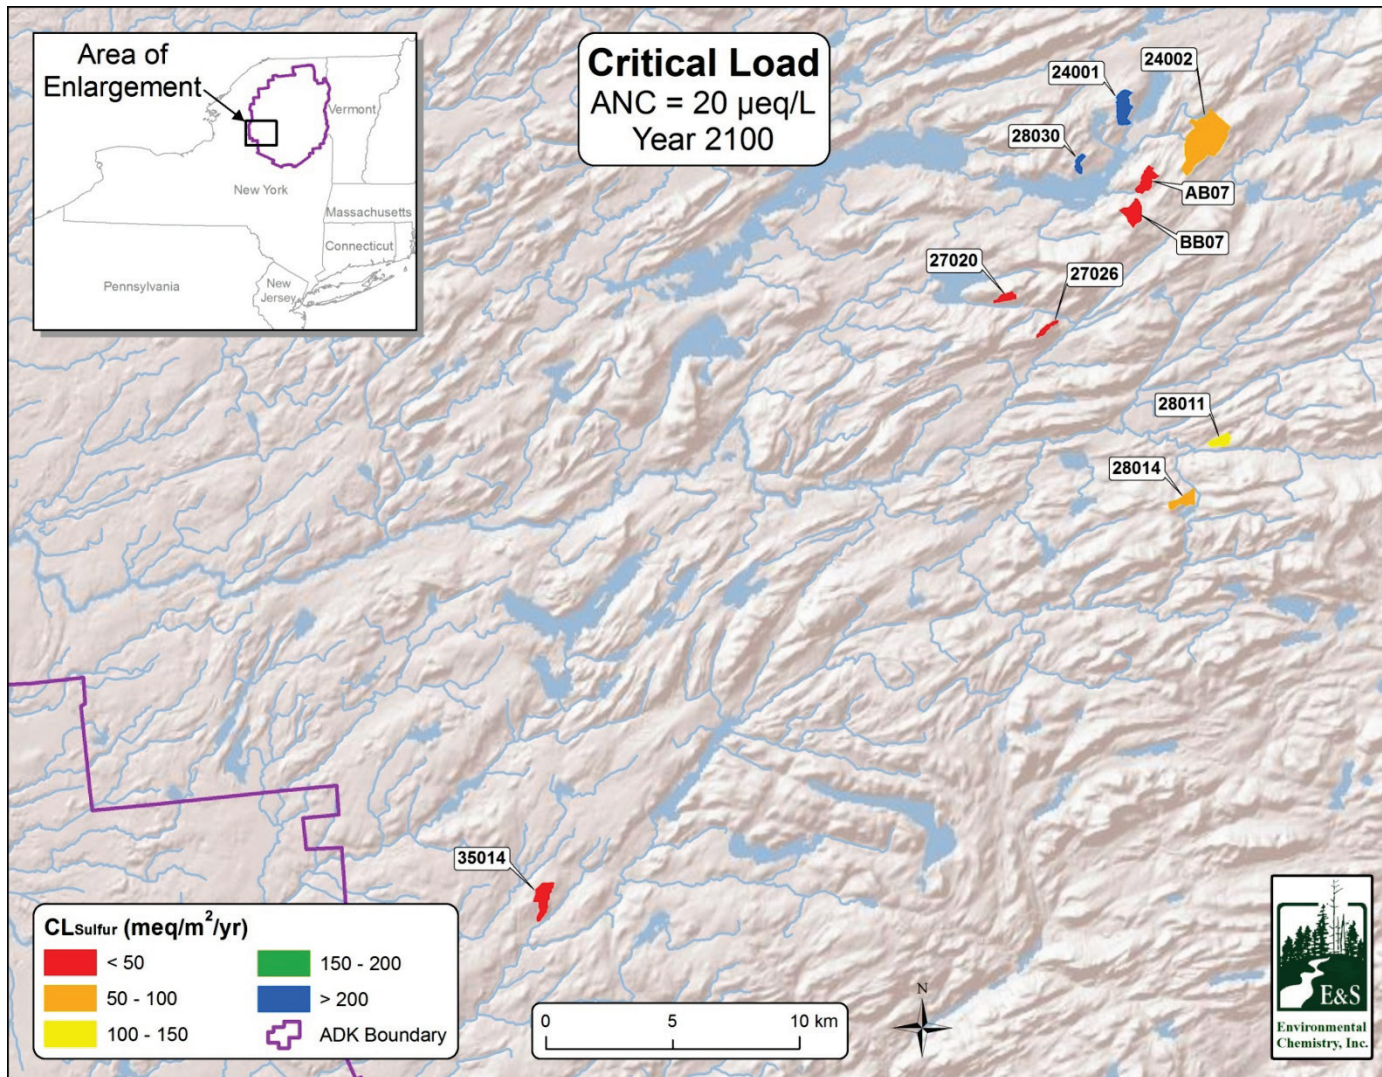 Area of
Enlargement
Vermont
New York
Massachusetts
Connecticut
Pennsylvania
New
Jersey
Critical Load
ANC = 20 µeq/L
Year 2100
24001
24002
28030
AB07
BB07
27020
27026
28011
28014
35014
CLSulfur (meq/m²/yr)
< 50
50 - 100
100 - 150
150 - 200
> 200
ADK Boundary
0 5 10 km
N
E&S
Environmental
Chemistry, Inc.